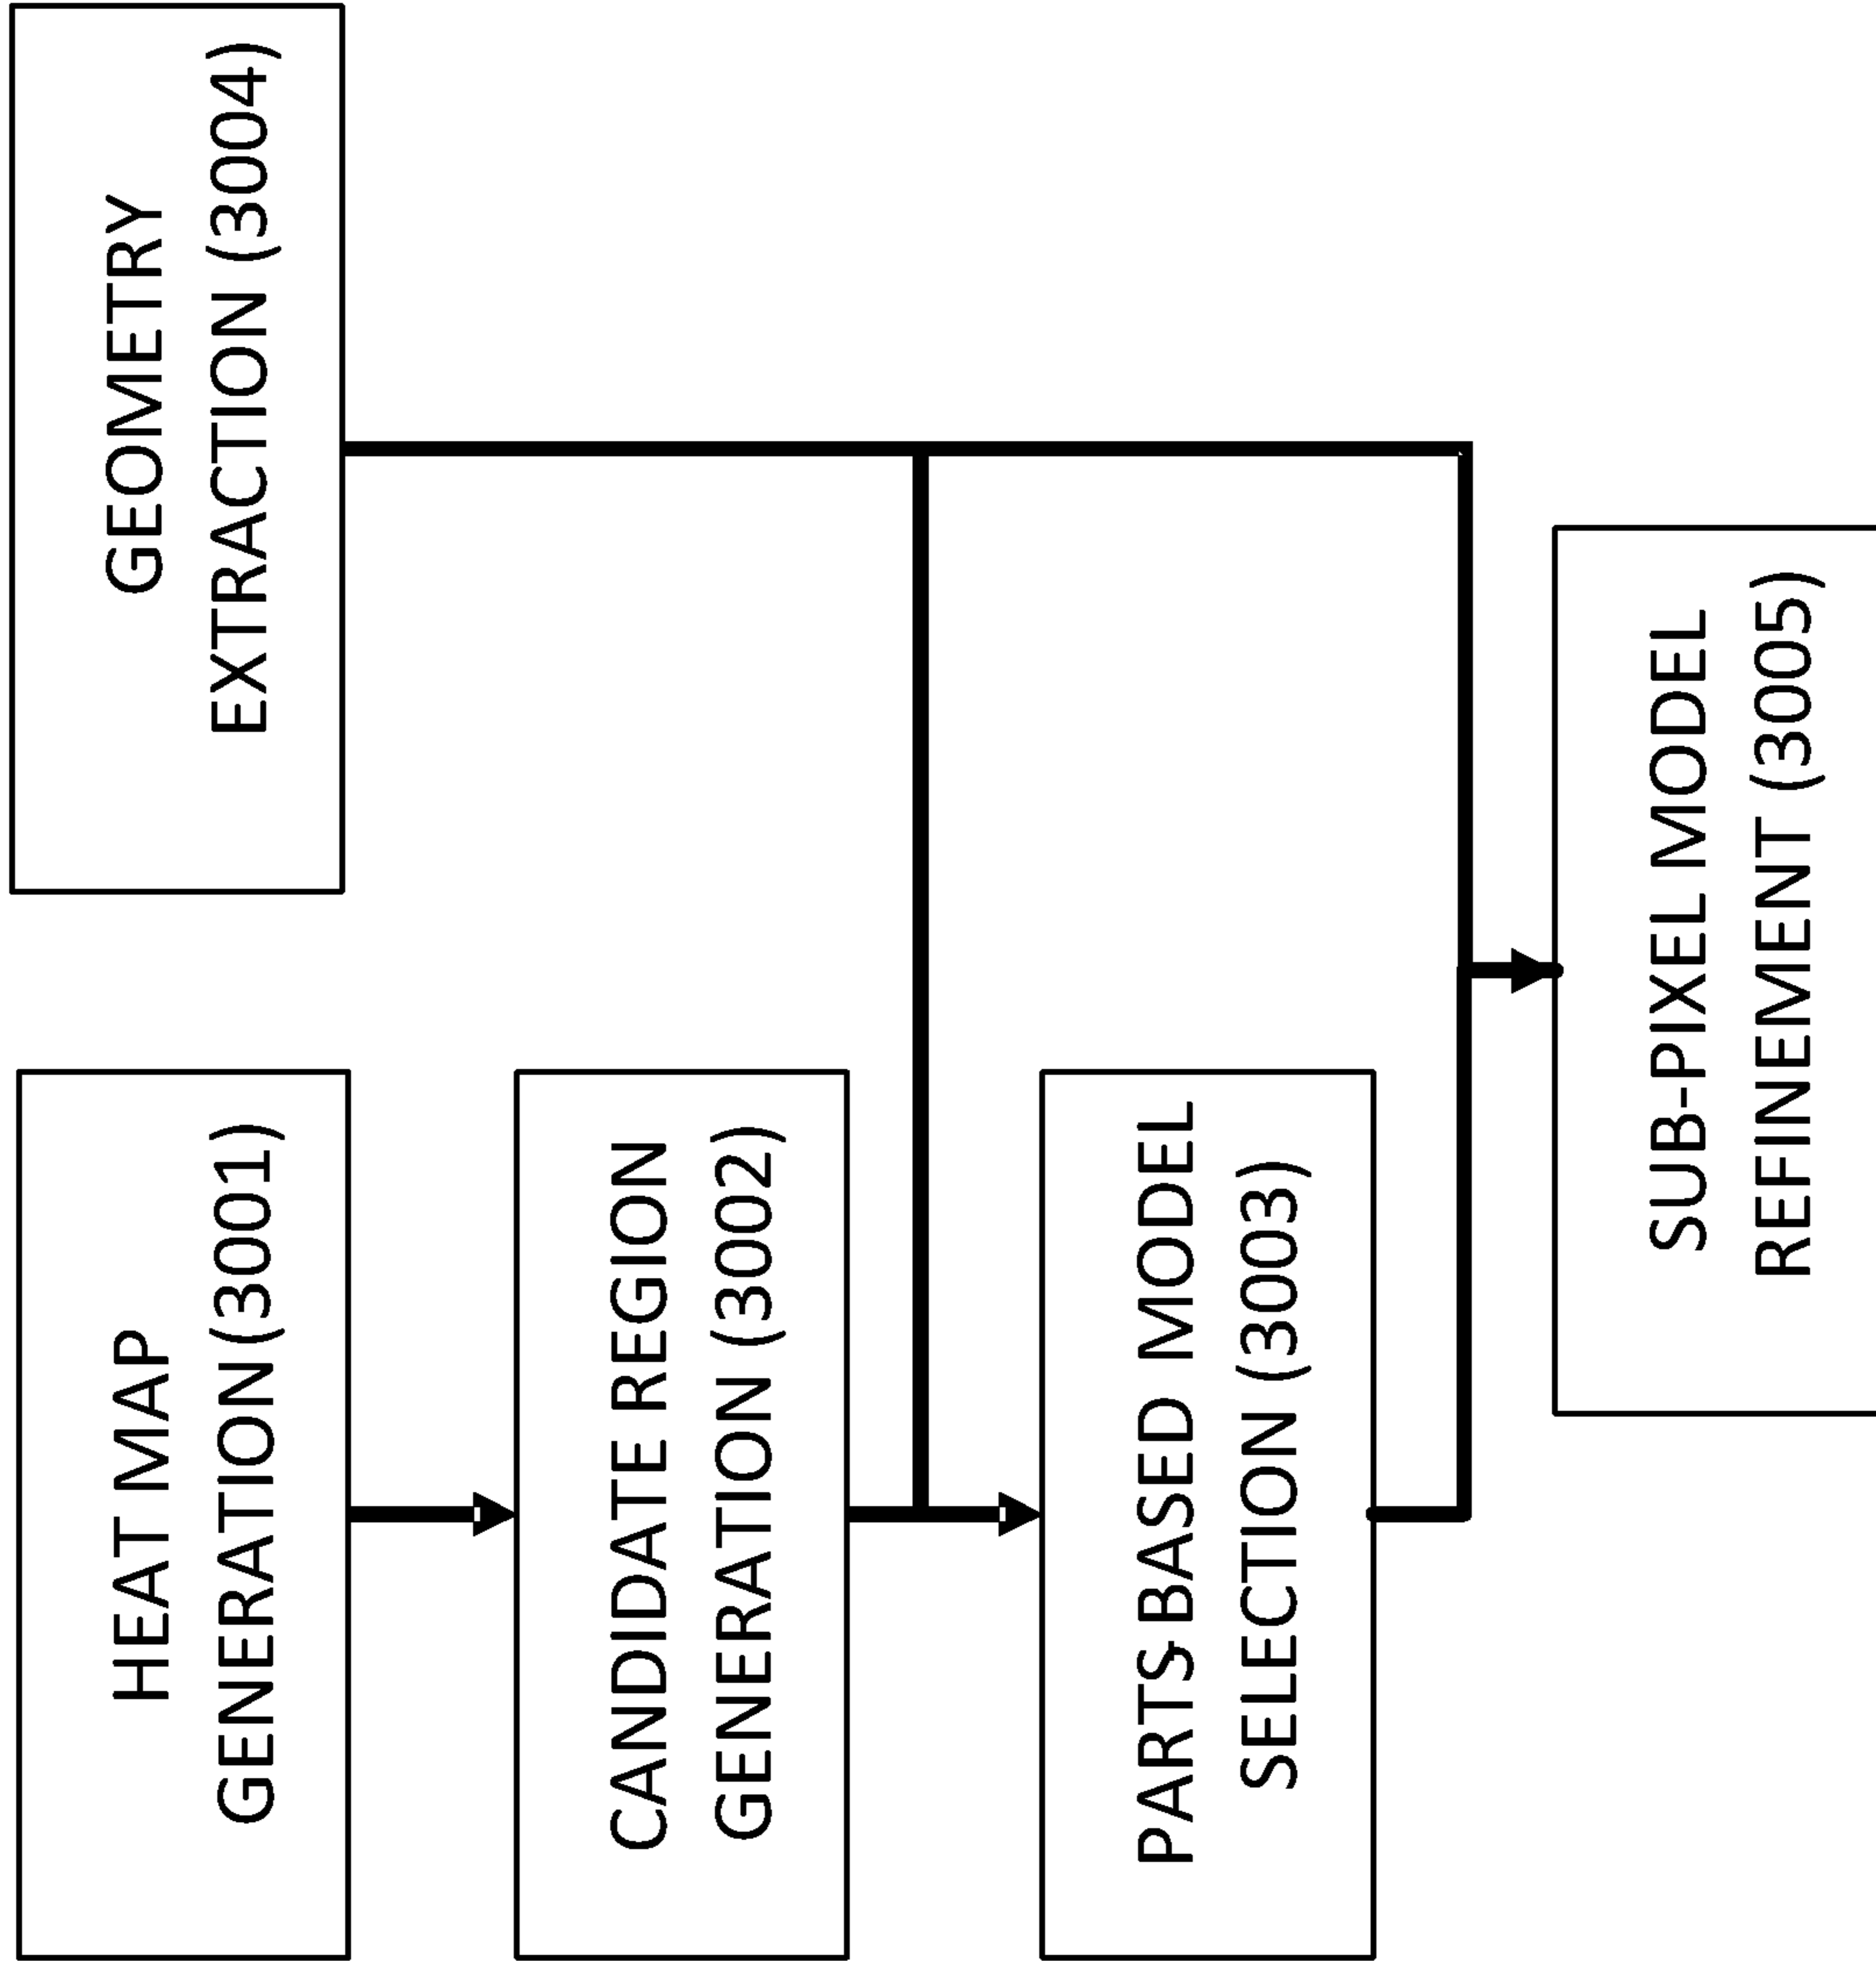 HEAT MAP
GENERATION(3001)
CANDIDATE REGION
GENERATION (3002)
PARTS-BASED MODEL
SELECTION (3003)
GEOMETRY
EXTRACTION (3004)
SUB-PIXEL MODEL
REFINEMENT (3005)